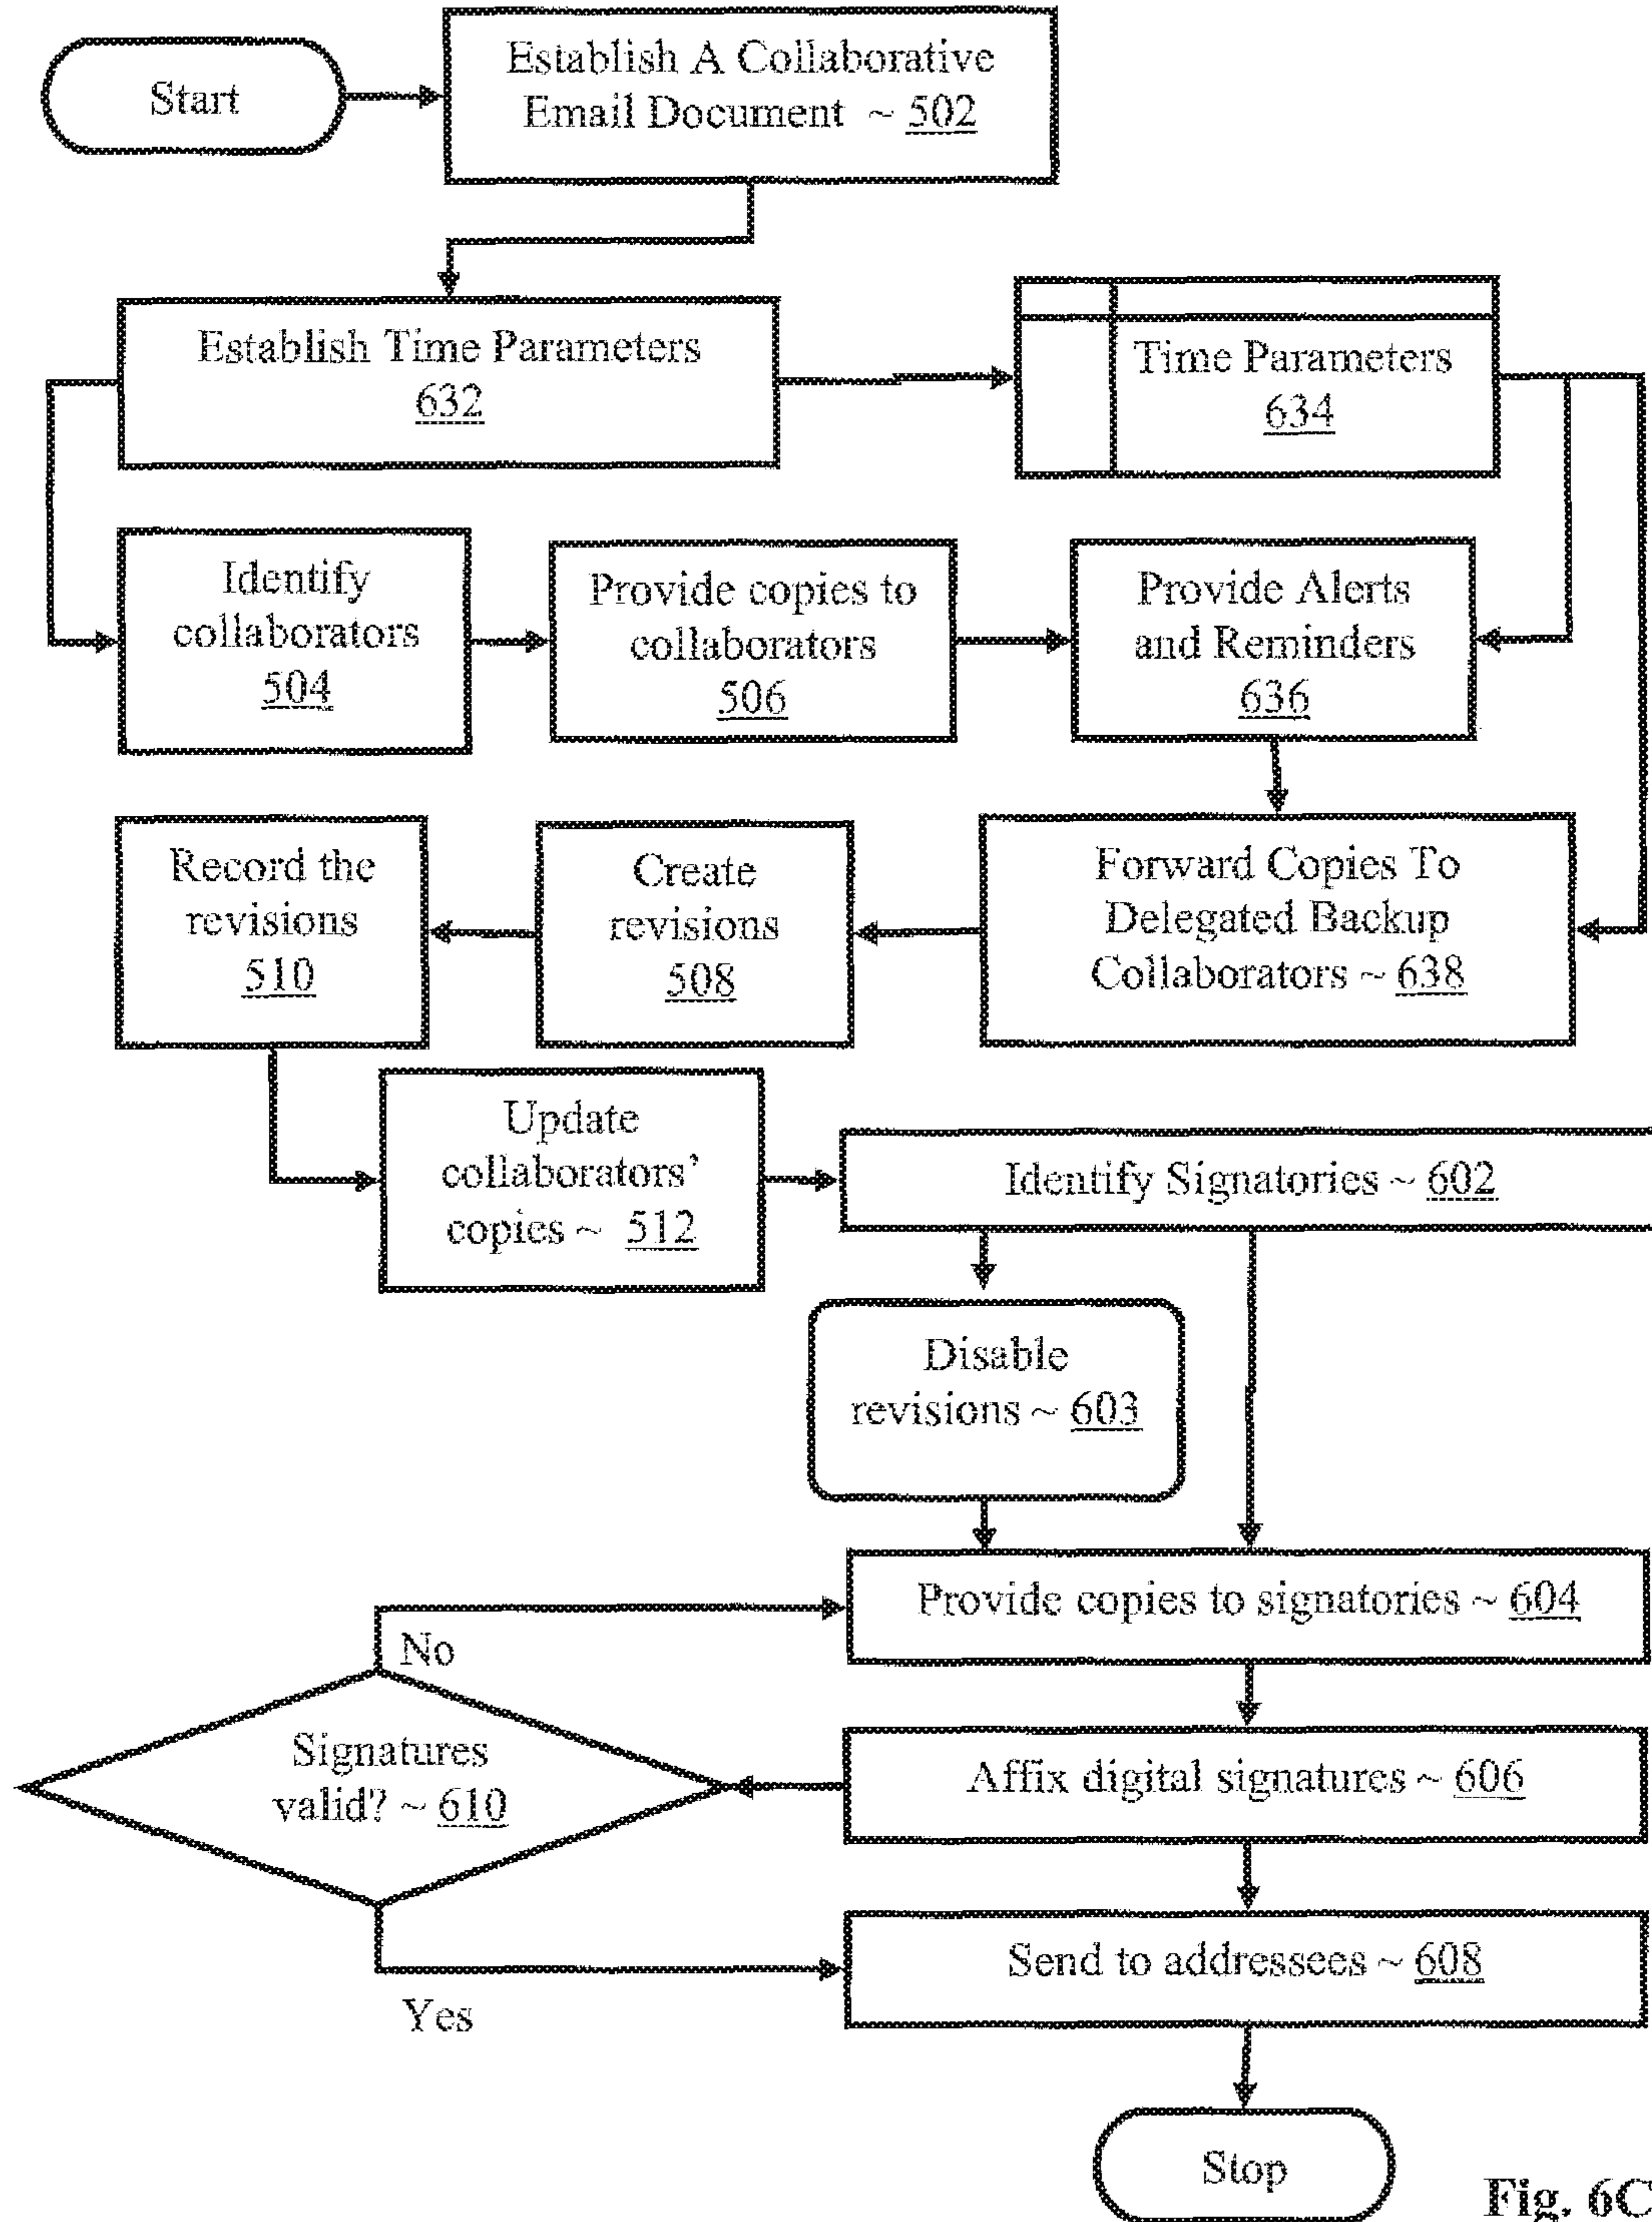 Start
Establish A Collaborative
Email Document ~ 502
Establish Time Parameters
632
Time Parameters
634
Identify
collaborators
504
Provide copies to
collaborators
506
Provide Alerts
and Reminders
636
Record the
revisions
510
Create
revisions
508
Forward Copies To
Delegated Backup
Collaborators ~ 638
Update
collaborators’
copies ~ 512
Identify Signatories ~ 602
Disable
revisions ~ 603
Provide copies to signatories ~ 604
No
Signatures
valid? ~ 610
Affix digital signatures ~ 606
Send to addressees ~ 608
Yes
Stop
Fig. 6C